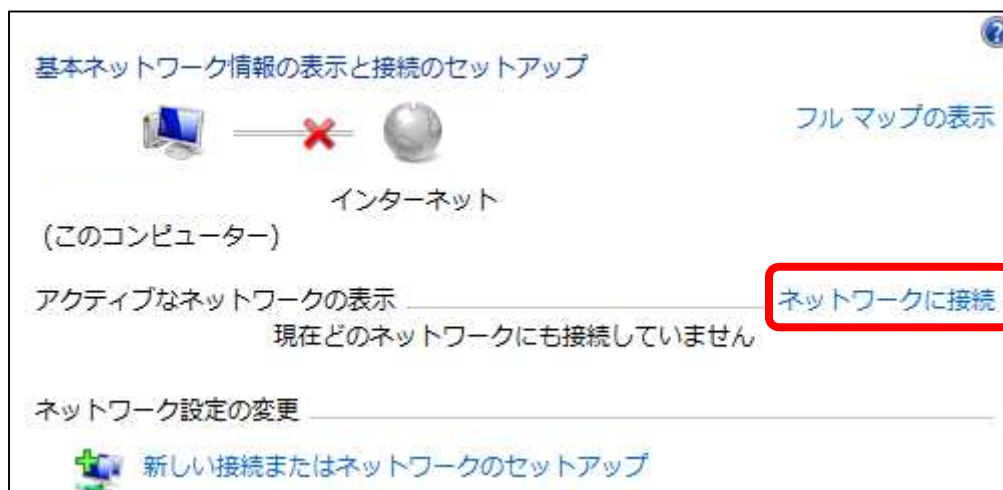 基本ネットワーク情報の表示と接続のセットアップ
フル マップの表示
インターネット
(このコンピューター)
アクティブなネットワークの表示 ネットワークに接続
現在どのネットワークにも接続していません
ネットワーク設定の変更
新しい接続またはネットワークのセットアップ